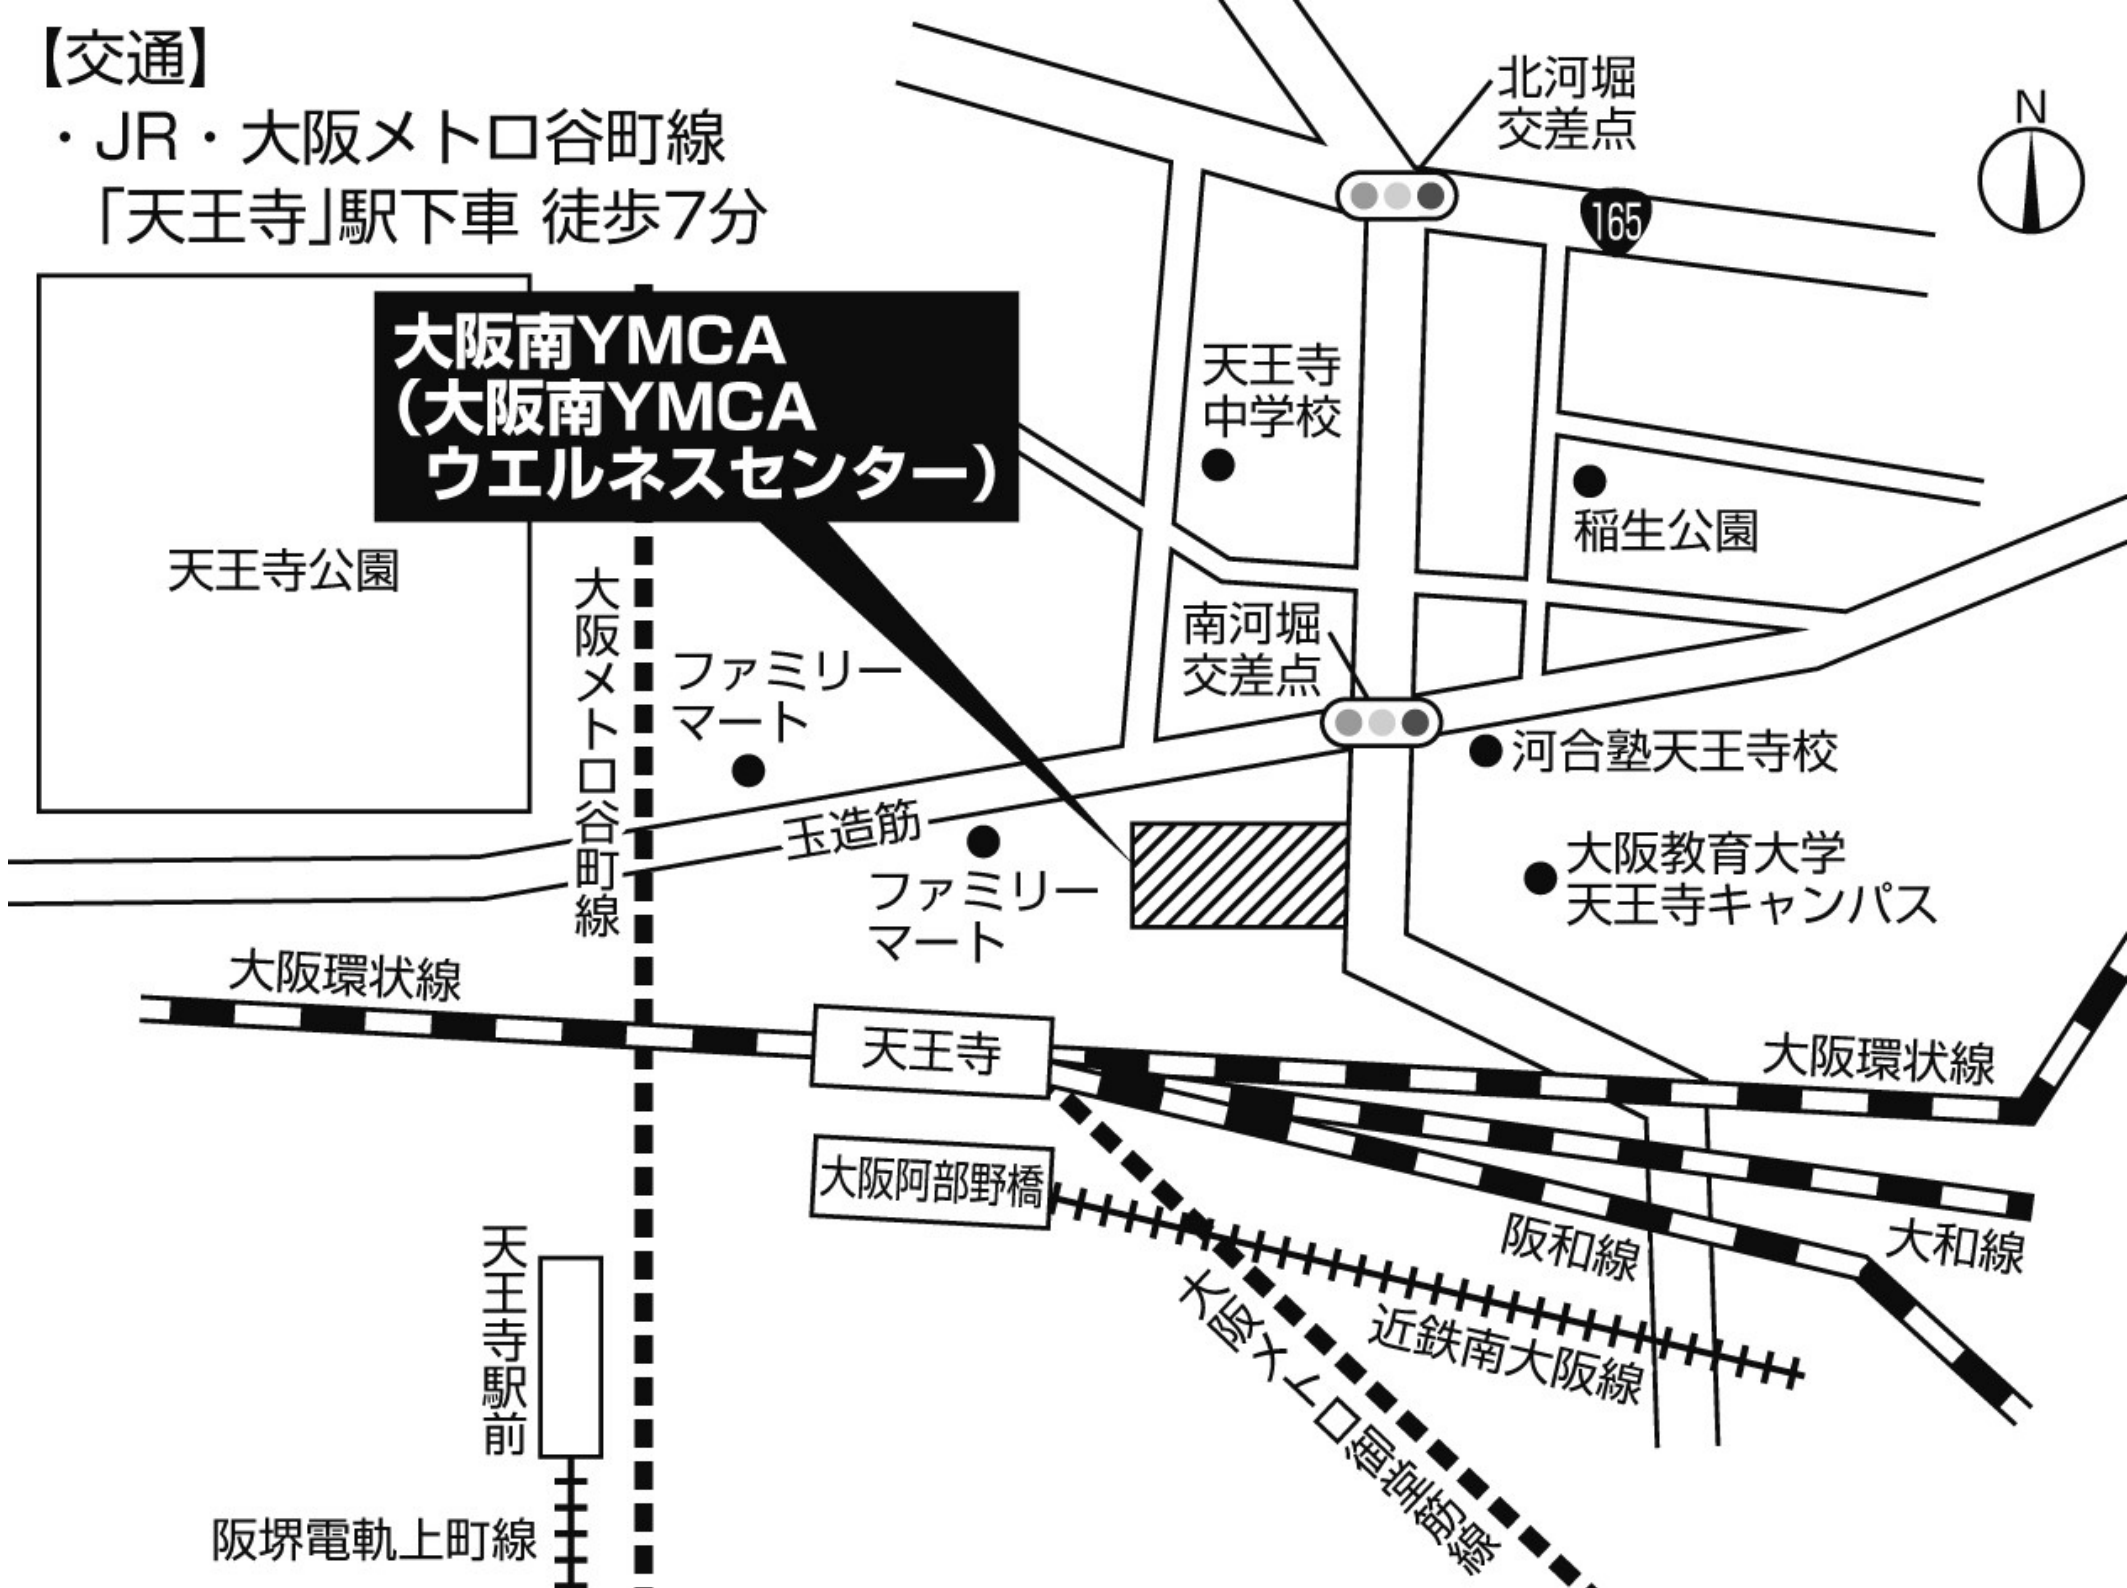 【交通】
・JR・大阪メトロ谷町線
「天王寺」駅下車 徒歩7分
北河堀
交差点
N
165
大阪南YMCA
（大阪南YMCA
ウエルネスセンター）
天王寺
中学校
稲生公園
天王寺公園
大阪メトロ谷町線
ファミリー
マート
南河堀
交差点
河合塾天王寺校
玉造筋
ファミリー
マート
大阪教育大学
天王寺キャンパス
大阪環状線
天王寺
大阪環状線
大阪阿部野橋
阪和線
大和線
近鉄南大阪線
大阪メトロ御堂筋線
天王寺駅前
阪堺電軌上町線